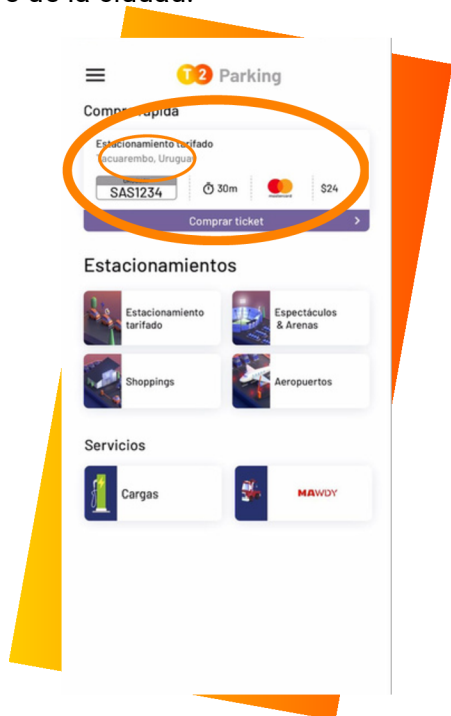 de la ciudad.
T2 Parking
Compra rápida
Estacionamiento tarifado
Tacuarembo, Uruguay
SAS1234 30m mastercard $24
Comprar ticket
Estacionamientos
Estacionamiento
tarifado
Espectáculos
& Arenas
Shoppings
Aeropuertos
Servicios
Cargas
MAWDY